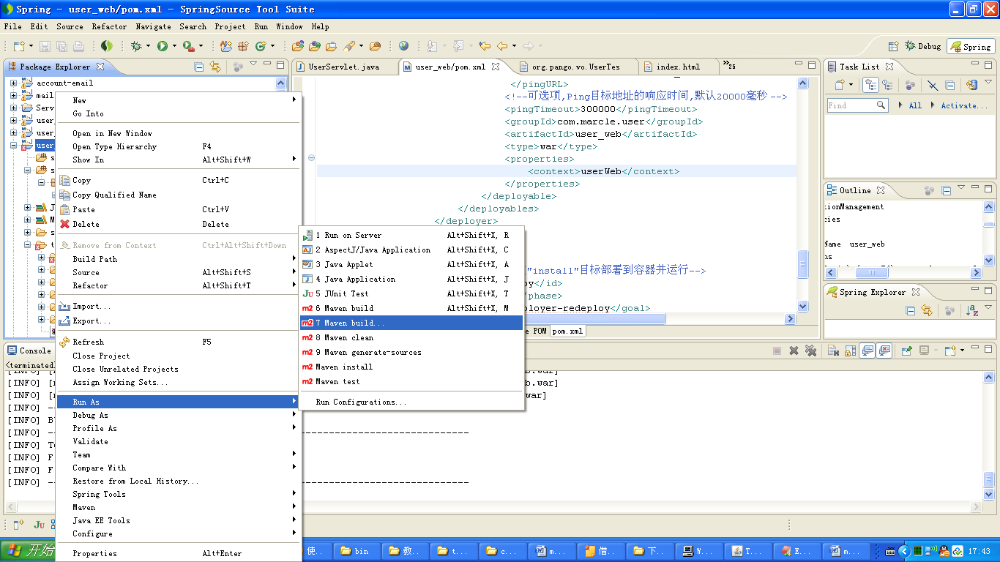 Spring - user_web/pom.xml - SpringSource Tool Suite
File Edit Source Refactor Navigate Search Project Run Window Help
Debug Spring
Package Explorer
account-email
mail
Serv
user_
user_
user_
New
Go Into
Open in New Window
Open Type Hierarchy F4
Show In Alt+Shift+W
Copy Ctrl+C
Copy Qualified Name
Paste Ctrl+V
Delete Delete
Remove from Context Ctrl+Alt+Shift+Down
Build Path
Source Alt+Shift+S
Refactor Alt+Shift+T
Import...
Export...
Refresh F5
Close Project
Close Unrelated Projects
Assign Working Sets...
Run As
Debug As
Profile As
Validate
Team
Compare With
Restore from Local History...
Spring Tools
Maven
Java EE Tools
Configure
Properties Alt+Enter
1 Run on Server Alt+Shift+X, R
2 AspectJ/Java Application Alt+Shift+X, C
3 Java Applet Alt+Shift+X, A
4 Java Application Alt+Shift+X, J
5 JUnit Test Alt+Shift+X, T
6 Maven build Alt+Shift+X, M
7 Maven build...
8 Maven clean
9 Maven generate-sources
Maven install
Maven test
Run Configurations...
UserServlet.java user_web/pom.xml org.pango.vo.UserTes index.html »25
</pingURL>
<!--可选项,Ping目标地址的响应时间,默认20000毫秒 -->
<pingTimeout>300000</pingTimeout>
<groupId>com.marcle.user</groupId>
<artifactId>user_web</artifactId>
<type>war</type>
<properties>
<context>userWeb</context>
</properties>
</deployable>
</deployables>
</deployer>
"install"目标部署到容器并运行-->
y</id>
/phase>
ployer-redeploy</goal>
e POM pom.xml
Task List
Find All Activate...
Outline
ionManagement
ies
Name user_web
ns
Spring Explorer
Console
<terminated>
[INFO] [
.war]
[INFO] [
b.war]
[INFO] [
war]
[INFO] --
[INFO] B
[INFO] --
[INFO] T
[INFO] F
[INFO] F
[INFO] --
开始
使..
bin
教..
t...
c...
m...
借..
下..
W...
T...
E...
m...
17:43